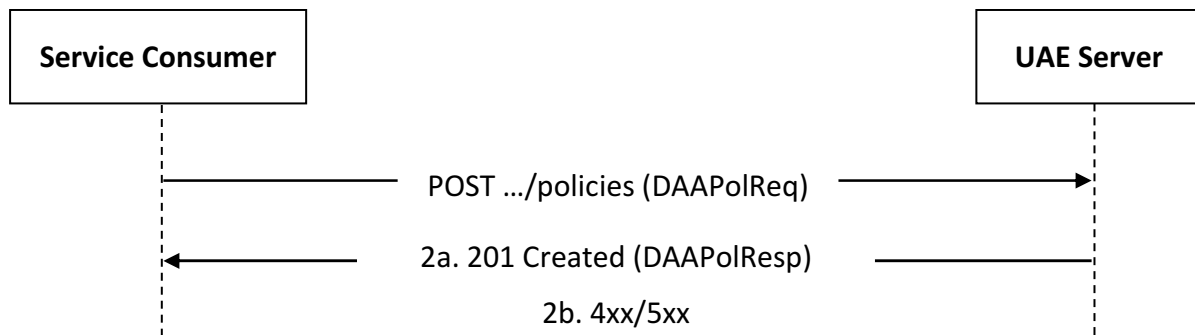 Service Consumer
UAE Server
POST .../policies (DAAPolReq)
2a. 201 Created (DAAPolResp)
2b. 4xx/5xx